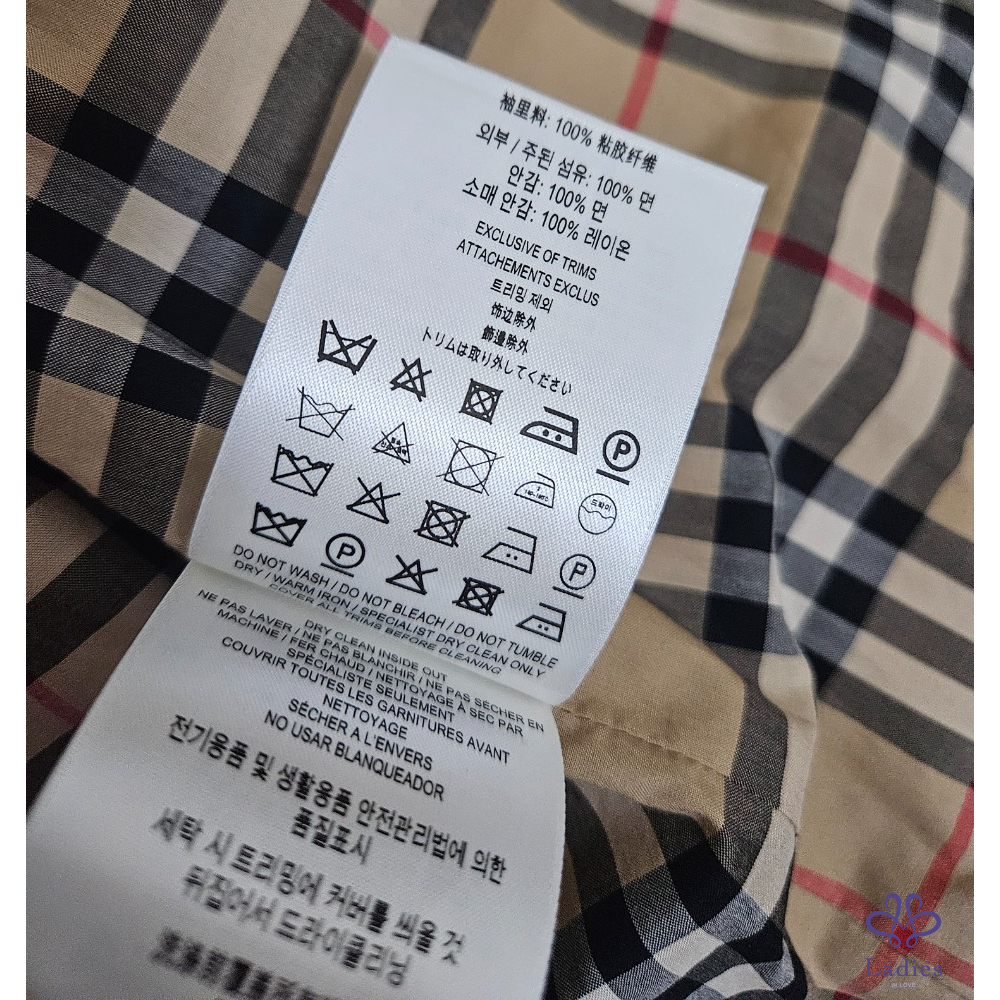 袖里料: 100% 粘胶纤维
외부 / 주된 섬유: 100% 면
안감: 100% 면
소매 안감: 100% 레이온
EXCLUSIVE OF TRIMS
ATTACHEMENTS EXCLUS
트리밍 제외
饰边除外
飾邊除外
トリムは取り外してください
P
드라이
P
P
DO NOT WASH / DO NOT BLEACH / DO NOT TUMBLE
DRY / WARM IRON / SPECIALIST DRY CLEAN ONLY
COVER ALL TRIMS BEFORE CLEANING
DRY CLEAN INSIDE OUT
NE PAS LAVER / NE PAS BLANCHIR / NE PAS SÉCHER EN
MACHINE / FER CHAUD / NETTOYAGE À SEC PAR
SPÉCIALISTE SEULEMENT
COUVRIR TOUTES LES GARNITURES AVANT
NETTOYAGE
SÉCHER A L'ENVERS
NO USAR BLANQUEADOR
전기용품 및 생활용품 안전관리법에 의한
품질표시
세탁 시 트리밍에 커버를 씌울 것
뒤집어서 드라이클리닝
Ladies
IN LOVE